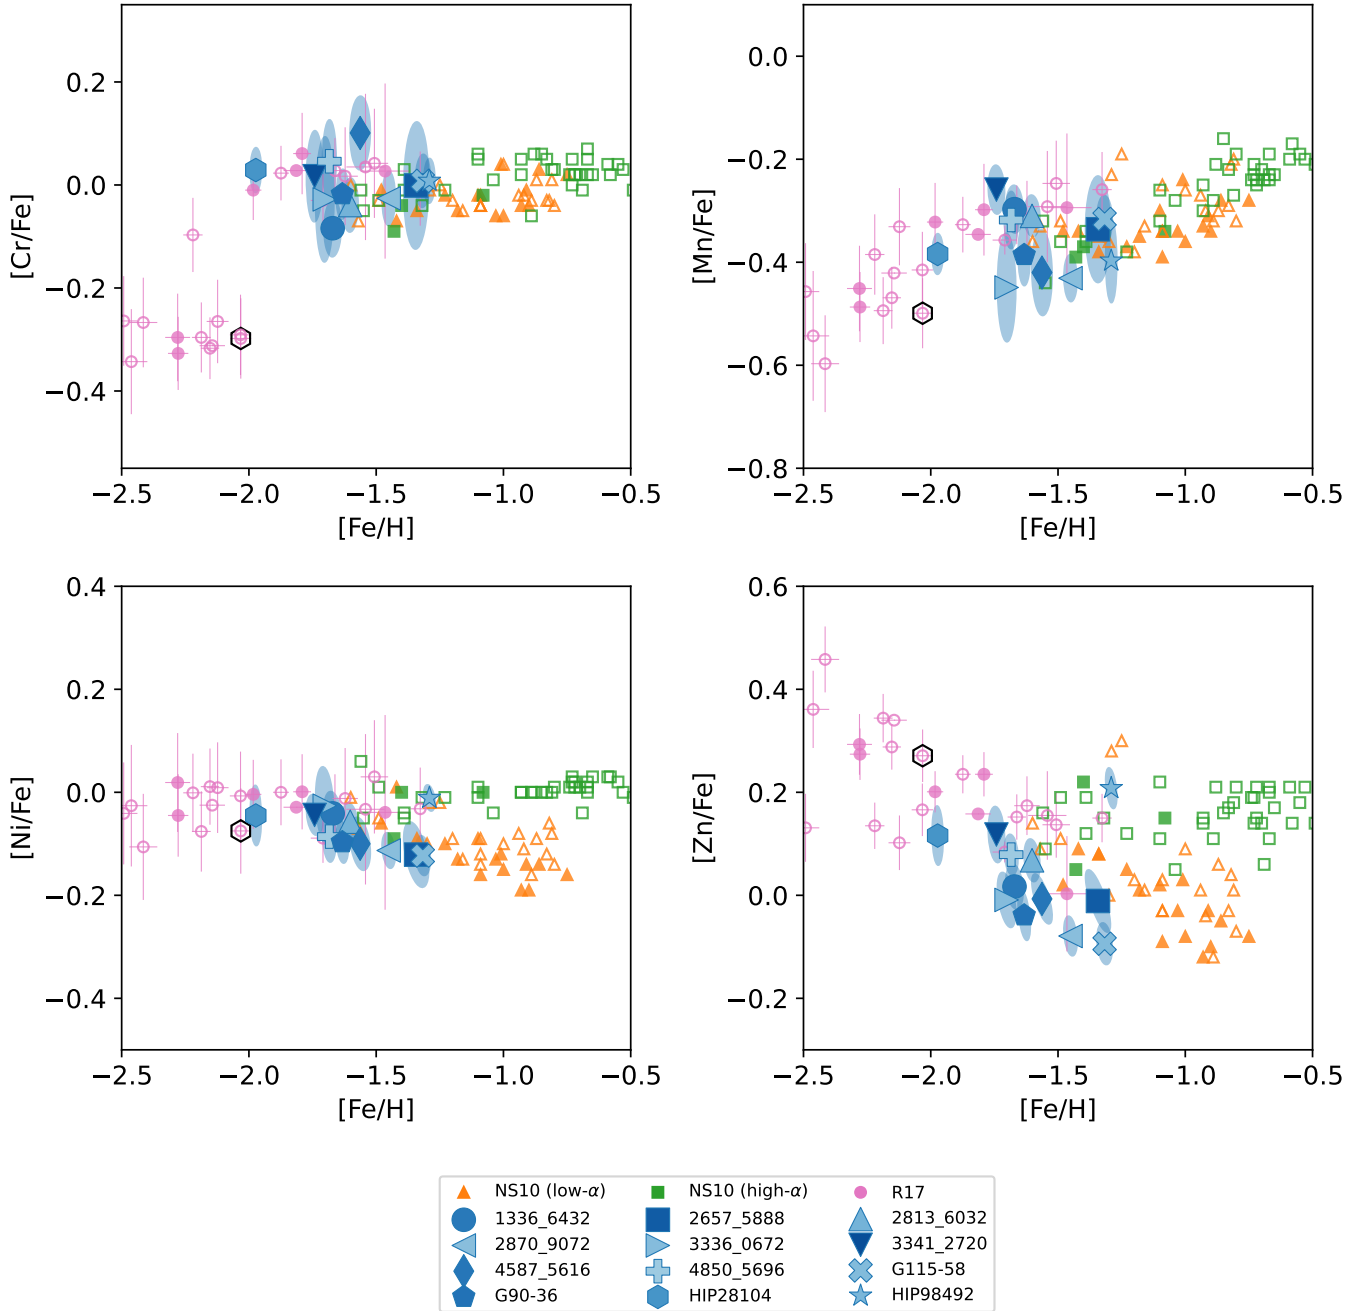 0.2
0.0
−0.2
−0.4
[Cr/Fe]
−2.5 −2.0 −1.5 −1.0 −0.5
[Fe/H]
0.0
−0.2
−0.4
−0.6
−0.8
[Mn/Fe]
−2.5 −2.0 −1.5 −1.0 −0.5
[Fe/H]
0.4
0.2
0.0
−0.2
−0.4
[Ni/Fe]
−2.5 −2.0 −1.5 −1.0 −0.5
[Fe/H]
0.6
0.4
0.2
0.0
−0.2
[Zn/Fe]
−2.5 −2.0 −1.5 −1.0 −0.5
[Fe/H]
NS10 (low-α) NS10 (high-α) R17
1336_6432 2657_5888 2813_6032
2870_9072 3336_0672 3341_2720
4587_5616 4850_5696 G115-58
G90-36 HIP28104 HIP98492